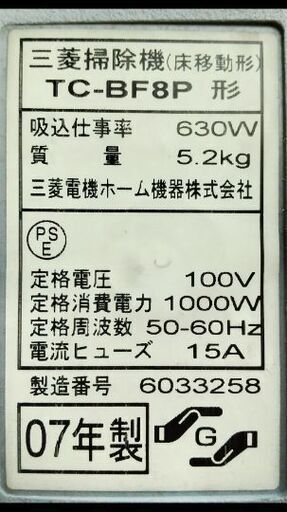 三菱掃除機(床移動形)
TC-BF8P 形
吸込仕事率 630W
質量 5.2kg
三菱電機ホーム機器株式会社
PS
E
定格電圧 100V
定格消費電力 1000W
定格周波数 50-60Hz
電流ヒューズ 15A
製造番号 6033258
07年製
G